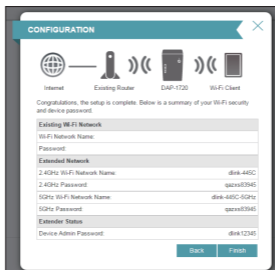 CONFIGURATION
Internet Existing Router DAP-1720 Wi-Fi Client
Congratulations, the setup is complete. Below is a summary of your Wi-Fi security
and device password.
Existing Wi-Fi Network
Wi-Fi Network Name:
Password:
Extended Network
2.4GHz Wi-Fi Network Name: dlink-445C
2.4GHz Password: qazxsll3945
5GHz Wi-Fi Network Name: dlink-445C-5GHz
5GHz Password: qazxsll3945
Extender Status
Device Admin Password: dlink12345
Back Finish